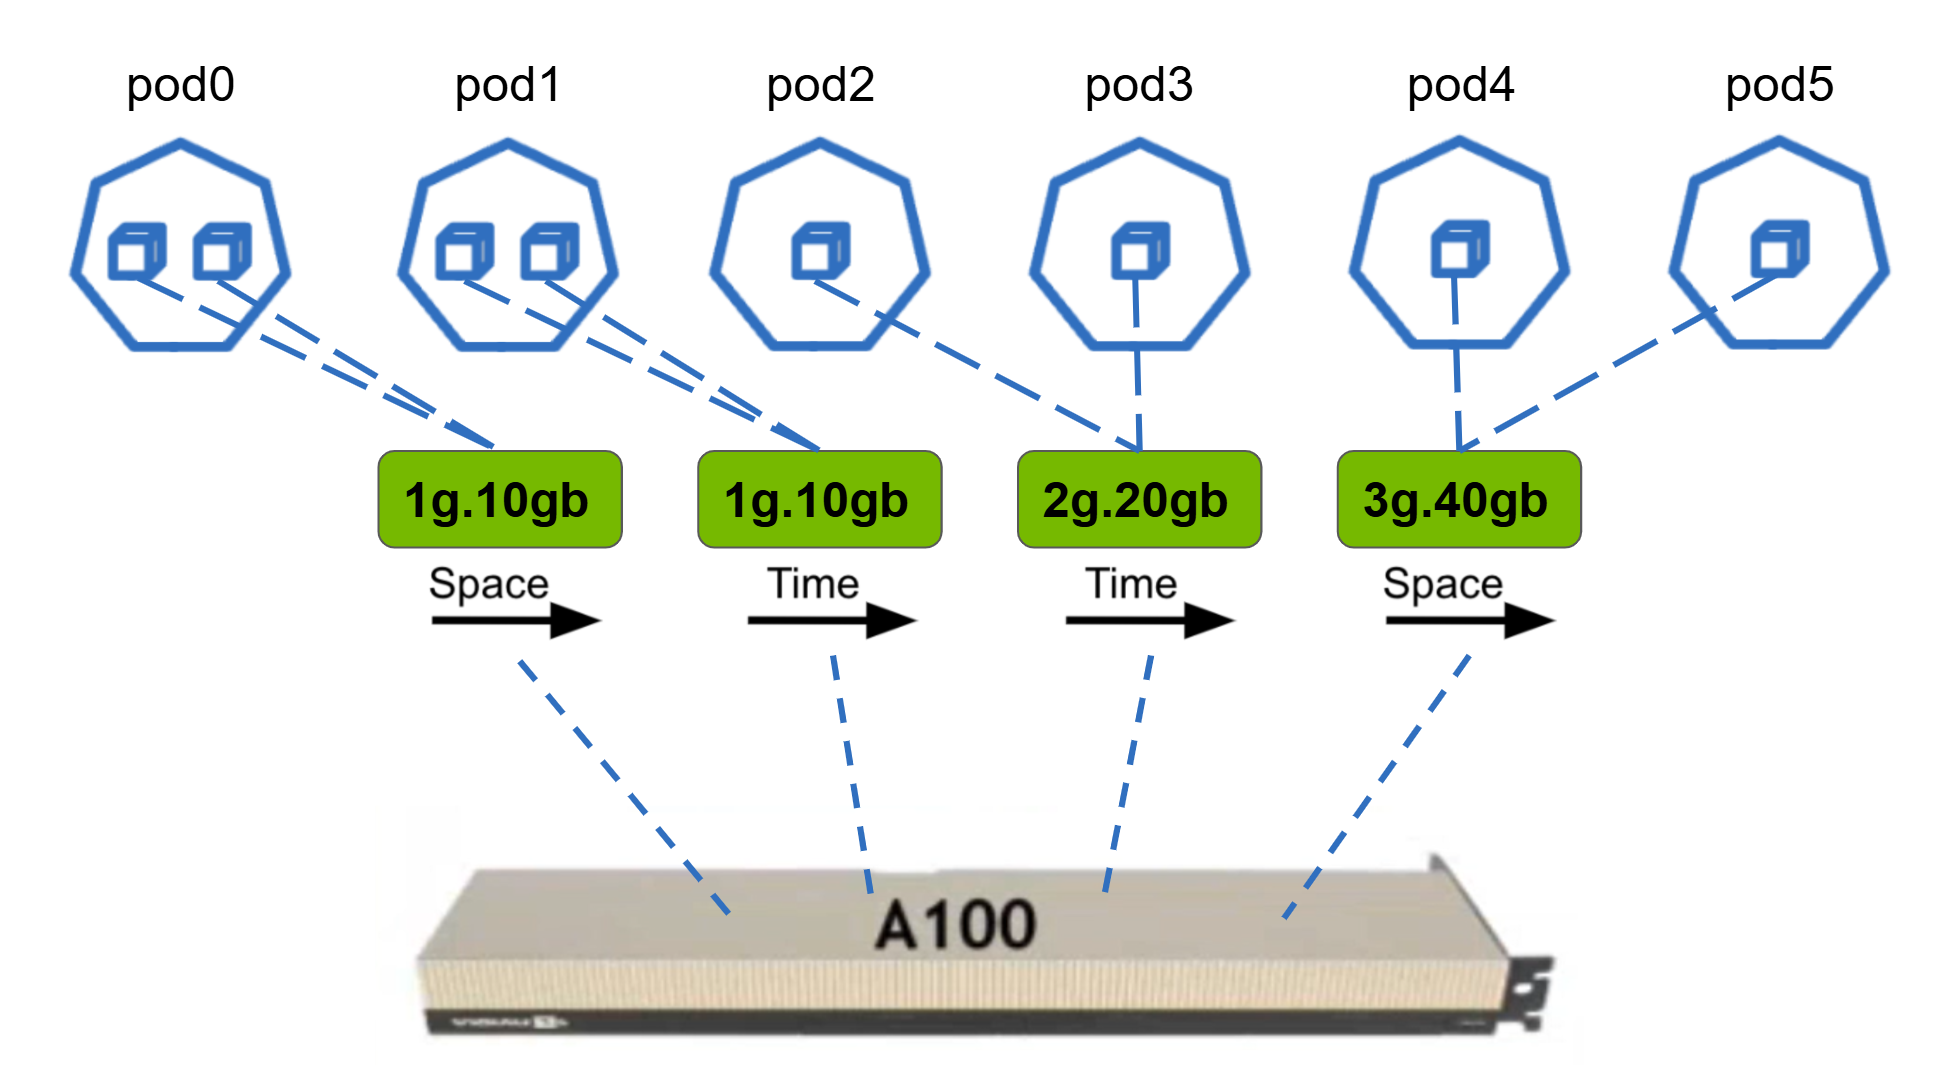 pod0
pod1
pod2
pod3
pod4
pod5
1g.10gb
1g.10gb
2g.20gb
3g.40gb
Space
Time
Time
Space
A100